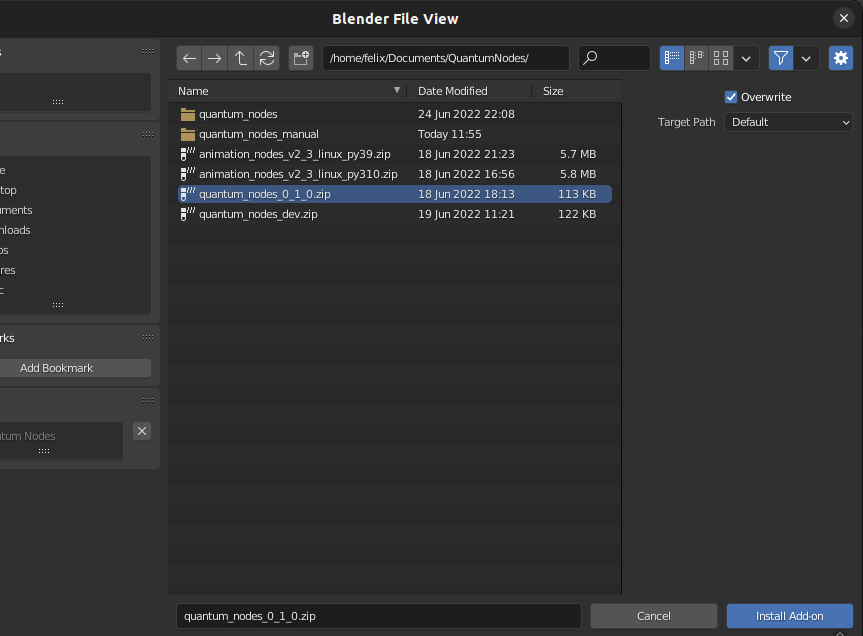 Blender File View
/home/felix/Documents/QuantumNodes/
Name Date Modified Size
Overwrite
Target Path Default
quantum_nodes 24 Jun 2022 22:08
quantum_nodes_manual Today 11:55
animation_nodes_v2_3_linux_py39.zip 18 Jun 2022 21:23 5.7 MB
animation_nodes_v2_3_linux_py310.zip 18 Jun 2022 16:56 5.8 MB
quantum_nodes_0_1_0.zip 18 Jun 2022 18:13 113 KB
quantum_nodes_dev.zip 19 Jun 2022 11:21 122 KB
s
e
top
uments
nloads
os
res
c
rks
Add Bookmark
tum Nodes
quantum_nodes_0_1_0.zip Cancel Install Add-on